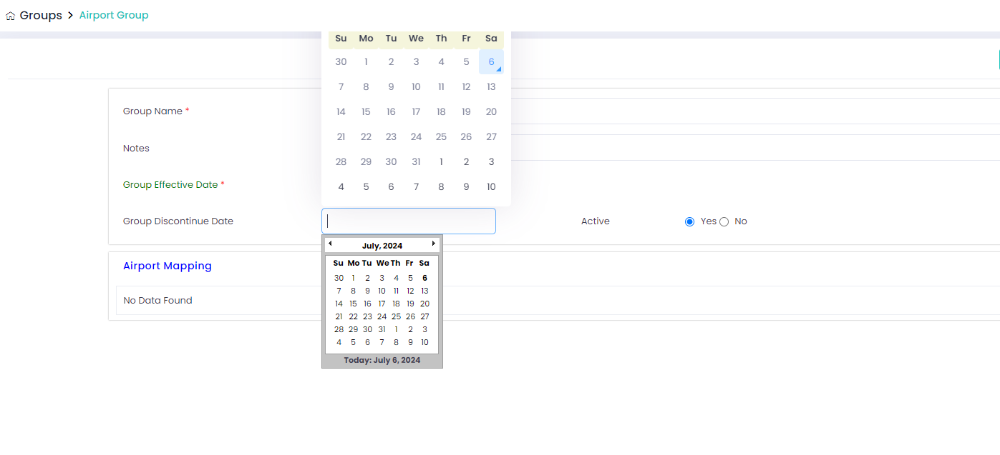 Groups > Airport Group
Su Mo Tu We Th Fr Sa
30 1 2 3 4 5 6
7 8 9 10 11 12 13
14 15 16 17 18 19 20
21 22 23 24 25 26 27
28 29 30 31 1 2 3
4 5 6 7 8 9 10
Group Name *
Notes
Group Effective Date *
Group Discontinue Date
Active Yes No
July, 2024
Su Mo Tu We Th Fr Sa
30 1 2 3 4 5 6
7 8 9 10 11 12 13
14 15 16 17 18 19 20
21 22 23 24 25 26 27
28 29 30 31 1 2 3
4 5 6 7 8 9 10
Today: July 6, 2024
Airport Mapping
No Data Found